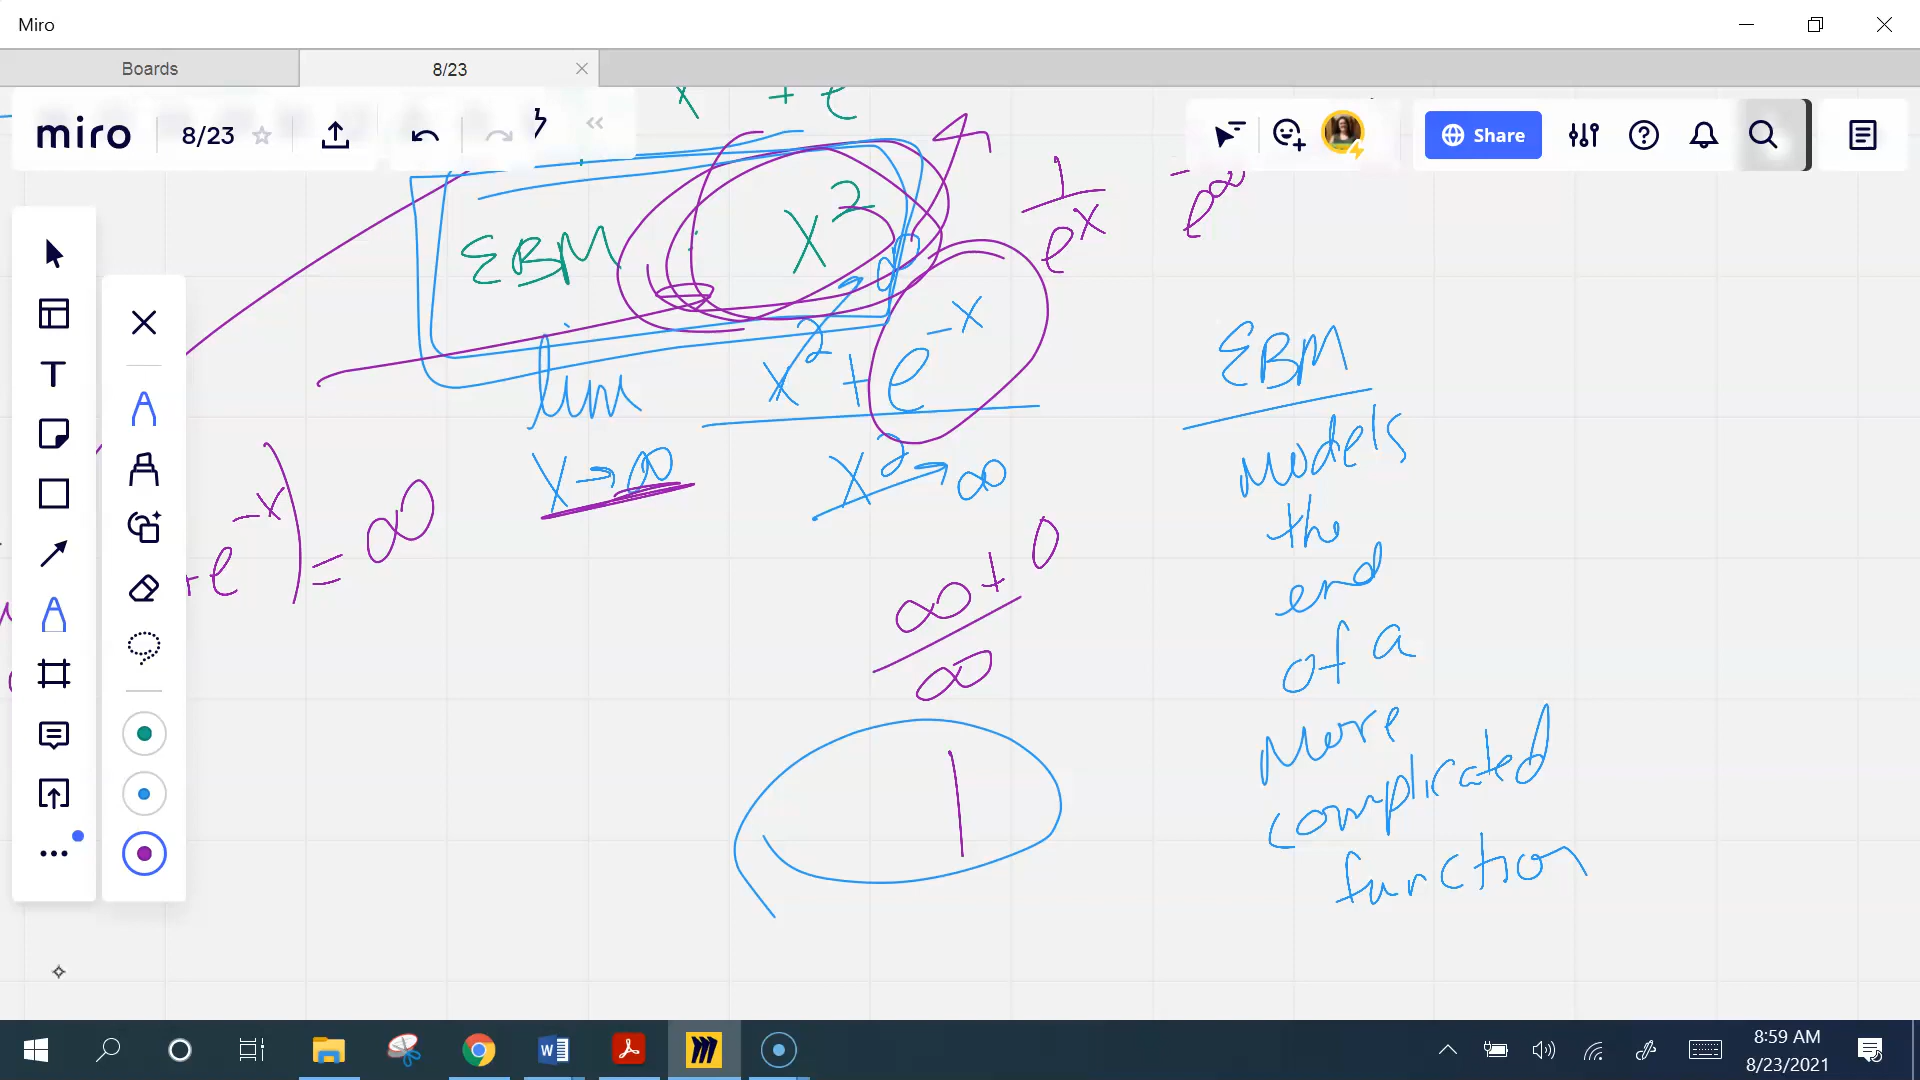 Miro
Boards
8/23
miro
8/23
Share
x + e
EBM : x²
1
e^x
e^∞
lim x² + e^-x
x→∞ x² → ∞
+e^-x) = ∞
∞ + 0
∞
1
EBM
Models
the
end
of a
More
complicated
function
8:59 AM
8/23/2021